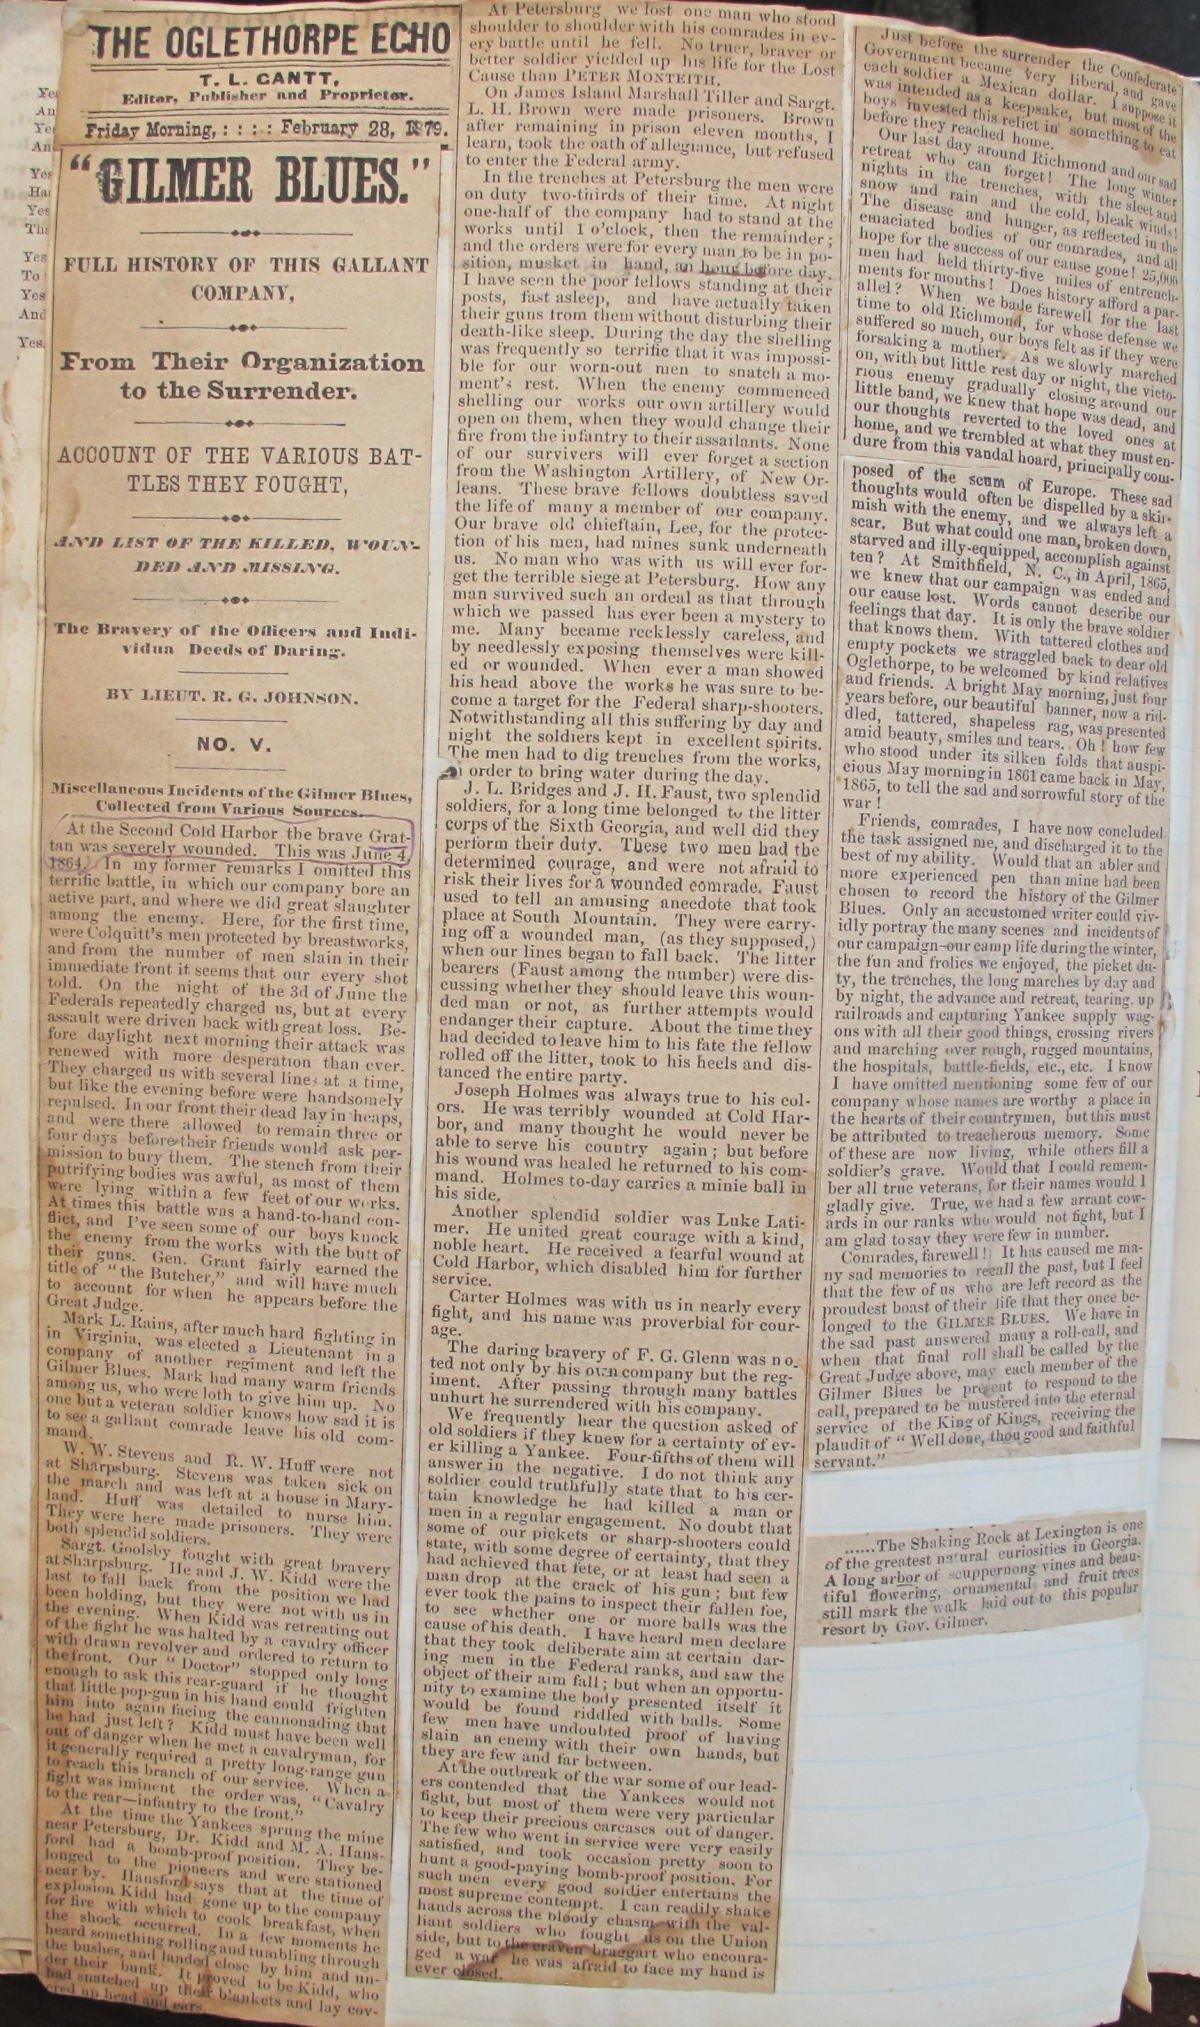 THE OGLETHORPE ECHO
T. L. GANTT,
Editor, Publisher and Proprietor.
Friday Morning, : : : : February 28, 1879.
"GILMER BLUES."
FULL HISTORY OF THIS GALLANT
COMPANY,
From Their Organization
to the Surrender.
ACCOUNT OF THE VARIOUS BAT-
TLES THEY FOUGHT,
AND LIST OF THE KILLED, WOUN-
DED AND MISSING.
The Bravery of the Officers and Indi-
vidua Deeds of Daring.
BY LIEUT. R. G. JOHNSON.
NO. V.
Miscellaneous Incidents of the Gilmer Blues,
Collected from Various Sources.
At the Second Cold Harbor the brave Grat-
tan was severely wounded. This was June 4,
1864. In my former remarks I omitted this
terrific battle, in which our company bore an
active part, and where we did great slaughter
among the enemy. Here, for the first time,
were Colquitt's men protected by breastworks,
and from the number of men slain in their
immediate front it seems that our every shot
told. On the night of the 3d of June the
Federals repeatedly charged us, but at every
assault were driven back with great loss. Be-
fore daylight next morning their attack was
renewed with more desperation than ever.
They charged us with several lines at a time,
but like the evening before were handsomely
repulsed. In our front their dead lay in heaps,
and were there allowed to remain three or
four days before their friends would ask per-
mission to bury them. The stench from their
putrifying bodies was awful, as most of them
were lying within a few feet of our works.
At times this battle was a hand-to-hand con-
flict, and I've seen some of our boys knock
the enemy from the works with the butt of
their guns. Gen. Grant fairly earned the
title of "the Butcher," and will have much
to account for when he appears before the
Great Judge.
Mark L. Rains, after much hard fighting in
in Virginia, was elected a Lieutenant in a
company of another regiment and left the
Gilmer Blues. Mark had many warm friends
among us, who were loth to give him up. No
one but a veteran soldier knows how sad it is
to see a gallant comrade leave his old com-
mand.
W. W. Stevens and R. W. Huff were not
at Sharpsburg. Stevens was taken sick on
the march and was left at a house in Mary-
land. Huff was detailed to nurse him.
They were here made prisoners. They were
both splendid soldiers.
Sargt. Goolsby fought with great bravery
at Sharpsburg. He and J. W. Kidd were the
last to fall back from the position we had
been holding, but they were not with us in
the evening. When Kidd was retreating out
of the fight he was halted by a cavalry officer
with drawn revolver and ordered to return to
the front. Our "Doctor" stopped only long
enough to ask this rear-guard if he thought
that little pop-gun in his hand could frighten
him into again facing the cannonading that
he had just left? Kidd must have been well
out of danger when he met a cavalryman, for
it generally required a pretty long-range gun
to reach this branch of our service. When a
fight was iminent the order was, "Cavalry
to the rear—infantry to the front."
At the time the Yankees sprung the mine
near Petersburg, Dr. Kidd and M. A. Hans-
ford had a bomb-proof position. They be-
longed to the pioneers and were stationed
near by. Hansford says that at the time of
explosion Kidd had gone up to the company
for fire with which to cook breakfast, when
the shock occurred. In a few moments he
heard something rolling and tumbling through
the bushes, and landed close by him and un-
der their bunk. It proved to be Kidd, who
had snatched up their blankets and lay cov-
ered up head and ears.
At Petersburg we lost one man who stood
shoulder to shoulder with his comrades in ev-
ery battle until he fell. No truer, braver or
better soldier yielded up his life for the Lost
Cause than PETER MONTEITH.
On James Island Marshall Tiller and Sargt.
L. H. Brown were made prisoners. Brown
after remaining in prison eleven months, I
learn, took the oath of allegiance, but refused
to enter the Federal army.
In the trenches at Petersburg the men were
on duty two-thirds of their time. At night
one-half of the company had to stand at the
works until 1 o'clock, then the remainder;
and the orders were for every man to be in po-
sition, musket in hand, an hour before day.
I have seen the poor fellows standing at their
posts, fast asleep, and have actually taken
their guns from them without disturbing their
death-like sleep. During the day the shelling
was frequently so terrific that it was impossi-
ble for our worn-out men to snatch a mo-
ment's rest. When the enemy commenced
shelling our works our own artillery would
open on them, when they would change their
fire from the infantry to their assailants. None
of our survivers will ever forget a section
from the Washington Artillery, of New Or-
leans. These brave fellows doubtless saved
the life of many a member of our company.
Our brave old chieftain, Lee, for the protec-
tion of his men, had mines sunk underneath
us. No man who was with us will ever for-
get the terrible siege at Petersburg. How any
man survived such an ordeal as that through
which we passed has ever been a mystery to
me. Many became recklessly careless, and
by needlessly exposing themselves were kill-
ed or wounded. When ever a man showed
his head above the works he was sure to be-
come a target for the Federal sharp-shooters.
Notwithstanding all this suffering by day and
night the soldiers kept in excellent spirits.
The men had to dig trenches from the works,
in order to bring water during the day.
J. L. Bridges and J. H. Faust, two splendid
soldiers, for a long time belonged to the litter
corps of the Sixth Georgia, and well did they
perform their duty. These two men had the
determined courage, and were not afraid to
risk their lives for a wounded comrade. Faust
used to tell an amusing anecdote that took
place at South Mountain. They were carry-
ing off a wounded man, (as they supposed,)
when our lines began to fall back. The litter
bearers (Faust among the number) were dis-
cussing whether they should leave this woun-
ded man or not, as further attempts would
endanger their capture. About the time they
had decided to leave him to his fate the fellow
rolled off the litter, took to his heels and dis-
tanced the entire party.
Joseph Holmes was always true to his col-
ors. He was terribly wounded at Cold Har-
bor, and many thought he would never be
able to serve his country again; but before
his wound was healed he returned to his com-
mand. Holmes to-day carries a minie ball in
his side.
Another splendid soldier was Luke Lati-
mer. He united great courage with a kind,
noble heart. He received a fearful wound at
Cold Harbor, which disabled him for further
service.
Carter Holmes was with us in nearly every
fight, and his name was proverbial for cour-
age.
The daring bravery of F. G. Glenn was no-
ted not only by his own company but the reg-
iment. After passing through many battles
unhurt he surrendered with his company.
We frequently hear the question asked of
old soldiers if they knew for a certainty of ev-
er killing a Yankee. Four-fifths of them will
answer in the negative. I do not think any
soldier could truthfully state that to his cer-
tain knowledge he had killed a man or
men in a regular engagement. No doubt that
some of our pickets or sharp-shooters could
state, with some degree of certainty, that they
had achieved that fete, or at least had seen a
man drop at the crack of his gun; but few
ever took the pains to inspect their fallen foe,
to see whether one or more balls was the
cause of his death. I have heard men declare
that they took deliberate aim at certain dar-
ing men in the Federal ranks, and saw the
object of their aim fall; but when an opportu-
nity to examine the body presented itself it
would be found riddled with balls. Some
few men have undoubted proof of having
slain an enemy with their own hands, but
they are few and far between.
At the outbreak of the war some of our lead-
ers contended that the Yankees would not
fight, but most of them were very particular
to keep their precious carcases out of danger.
The few who went in service were very easily
satisfied, and took occasion pretty soon to
hunt a good-paying bomb-proof position. For
such men every good soldier entertains the
most supreme contempt. I can readily shake
hands across the bloody chasm with the val-
liant soldiers who fought us on the Union
side, but to the craven braggart who encoura-
ged a war he was afraid to face my hand is
ever closed.
Just before the surrender the Confederate
Government became very liberal, and gave
each soldier a Mexican dollar. I suppose it
was intended as a keepsake, but most of the
boys invested this relict in something to eat
before they reached home.
Our last day around Richmond and our sad
retreat who can forget! The long winter
nights in the trenches, with the sleet and
snow and rain and the cold, bleak winds!
The disease and hunger, as reflected in the
emaciated bodies of our comrades, and all
hope for the success of our cause gone! 25,000
men had held thirty-five miles of entrench-
ments for months! Does history afford a par-
allel? When we bade farewell for the last
time to old Richmond, for whose defense we
suffered so much, our boys felt as if they were
forsaking a mother. As we slowly marched
on, with but little rest day or night, the victo-
rious enemy gradually closing around our
little band, we knew that hope was dead, and
our thoughts reverted to the loved ones at
home, and we trembled at what they must en-
dure from this vandal hoard, principally com-
posed of the scum of Europe. These sad
thoughts would often be dispelled by a skir-
mish with the enemy, and we always left a
scar. But what could one man, broken down,
starved and illy-equipped, accomplish against
ten? At Smithfield, N. C., in April, 1865,
we knew that our campaign was ended and
our cause lost. Words cannot describe our
feelings that day. It is only the brave soldier
that knows them. With tattered clothes and
empty pockets we straggled back to dear old
Oglethorpe, to be welcomed by kind relatives
and friends. A bright May morning, just four
years before, our beautiful banner, now a rid-
dled, tattered, shapeless rag, was presented
amid beauty, smiles and tears. Oh! how few
who stood under its silken folds that auspi-
cious May morning in 1861 came back in May,
1865, to tell the sad and sorrowful story of the
war!
Friends, comrades, I have now concluded
the task assigned me, and discharged it to the
best of my ability. Would that an abler and
more experienced pen than mine had been
chosen to record the history of the Gilmer
Blues. Only an accustomed writer could viv-
idly portray the many scenes and incidents of
our campaign—our camp life during the winter,
the fun and frolics we enjoyed, the picket du-
ty, the trenches, the long marches by day and
by night, the advance and retreat, tearing up
railroads and capturing Yankee supply wag-
ons with all their good things, crossing rivers
and marching over rough, rugged mountains,
the hospitals, battle-fields, etc., etc. I know
I have omitted mentioning some few of our
company whose names are worthy a place in
the hearts of their countrymen, but this must
be attributed to treacherous memory. Some
of these are now living, while others fill a
soldier's grave. Would that I could remem-
ber all true veterans, for their names would I
gladly give. True, we had a few arrant cow-
ards in our ranks who would not fight, but I
am glad to say they were few in number.
Comrades, farewell! It has caused me ma-
ny sad memories to recall the past, but I feel
that the few of us who are left record as the
proudest boast of their life that they once be-
longed to the GILMER BLUES. We have in
the sad past answered many a roll-call, and
when that final roll shall be called by the
Great Judge above, may each member of the
Gilmer Blues be present to respond to the
call, prepared to be mustered into the eternal
service of the King of Kings, receiving the
plaudit of "Well done, thou good and faithful
servant."
......The Shaking Rock at Lexington is one
of the greatest natural curiosities in Georgia.
A long arbor of scuppernong vines and beau-
tiful flowering, ornamental and fruit trees
still mark the walk laid out to this popular
resort by Gov. Gilmer.